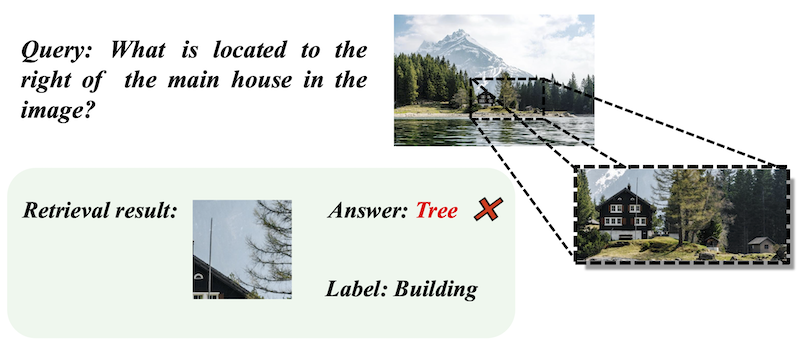 Query: What is located to the
right of the main house in the
image?
Retrieval result:
Answer: Tree
Label: Building